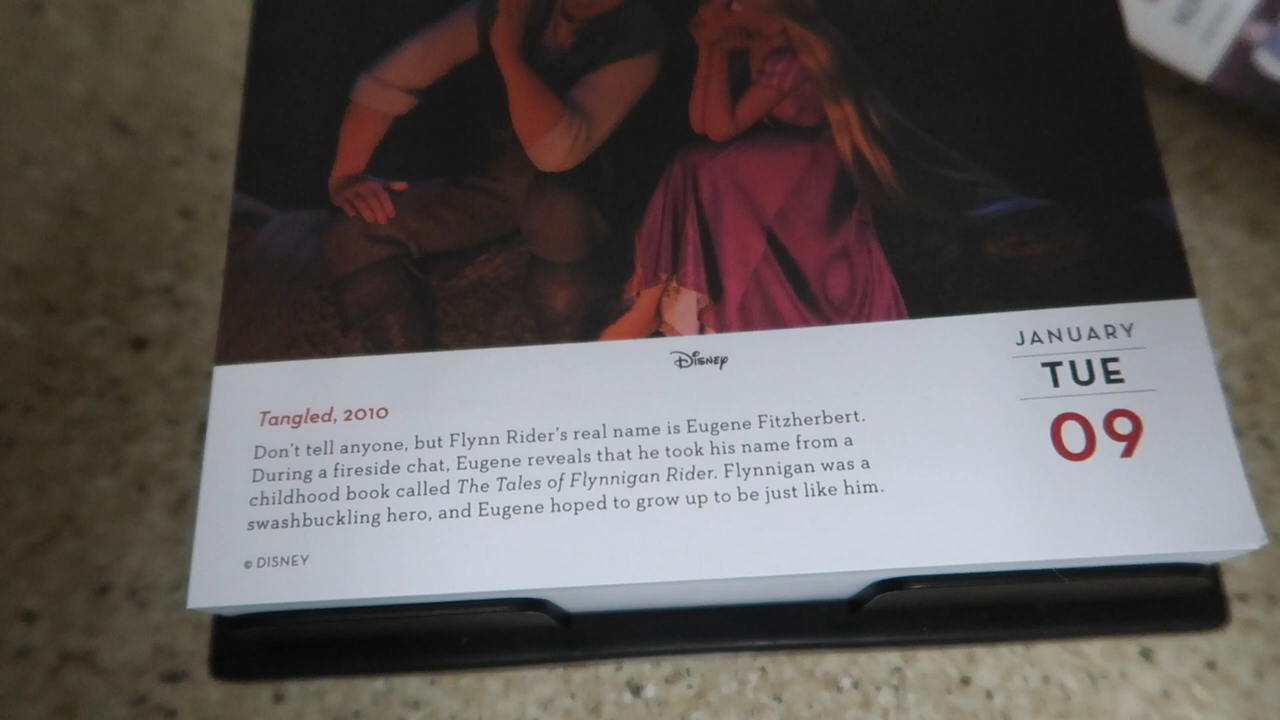 Disney
JANUARY
TUE
09
Tangled, 2010
Don't tell anyone, but Flynn Rider's real name is Eugene Fitzherbert.
During a fireside chat, Eugene reveals that he took his name from a
childhood book called The Tales of Flynnigan Rider. Flynnigan was a
swashbuckling hero, and Eugene hoped to grow up to be just like him.
© DISNEY